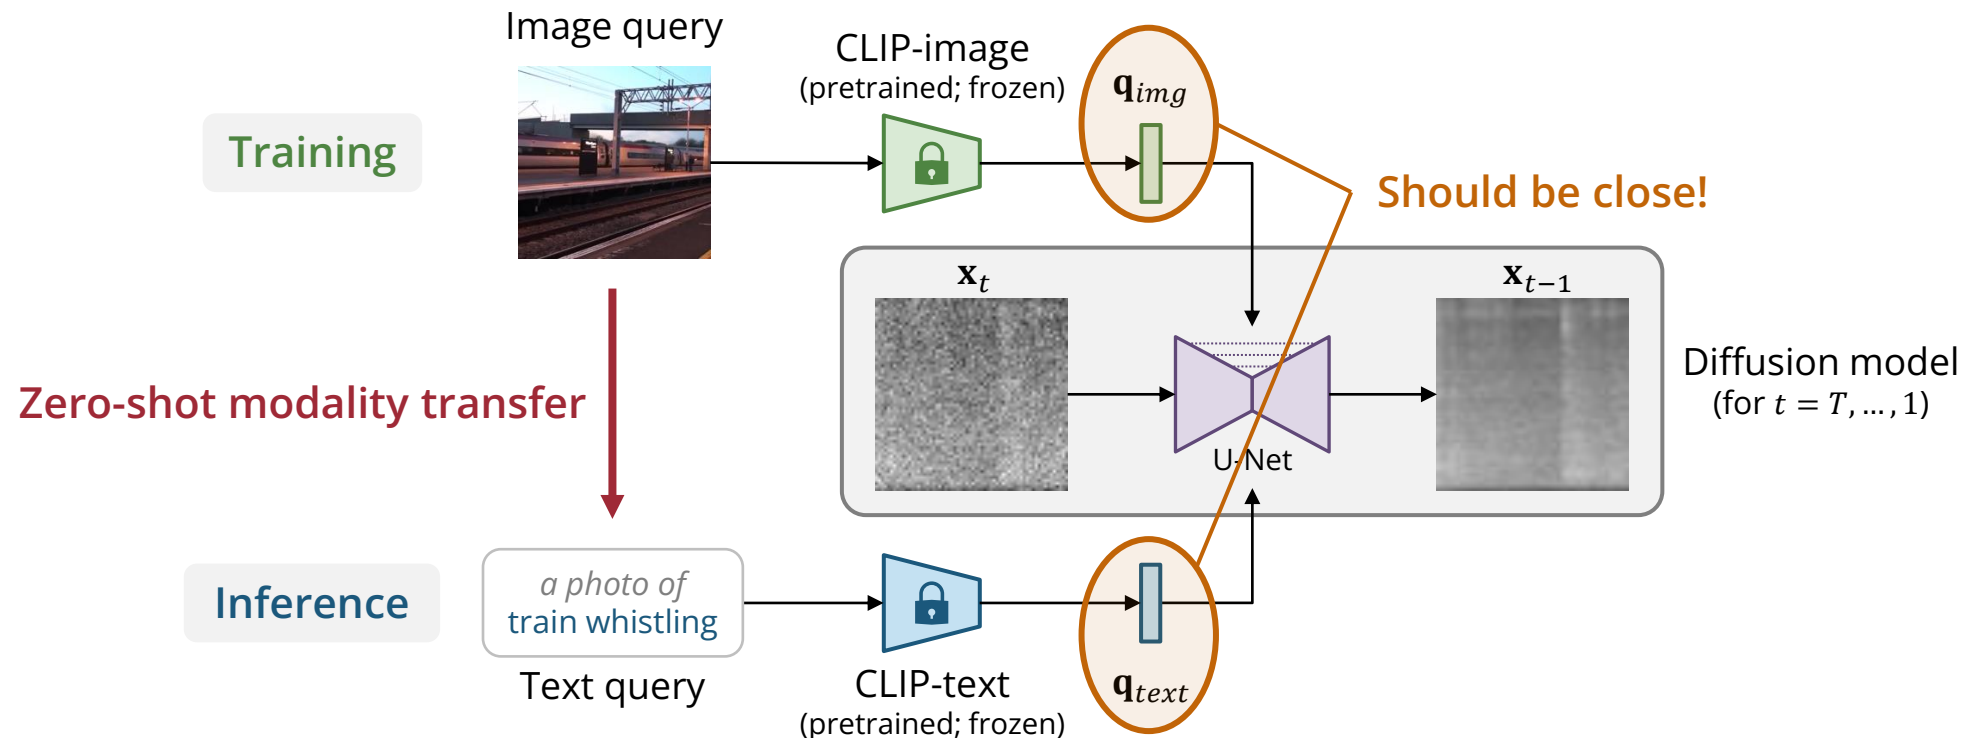 Image query
CLIP-image
(pretrained; frozen)
q_img
Training
Should be close!
x_t
x_{t−1}
Zero-shot modality transfer
Diffusion model
(for t = T, … , 1)
U-Net
Inference
a photo of
train whistling
Text query
CLIP-text
(pretrained; frozen)
q_text